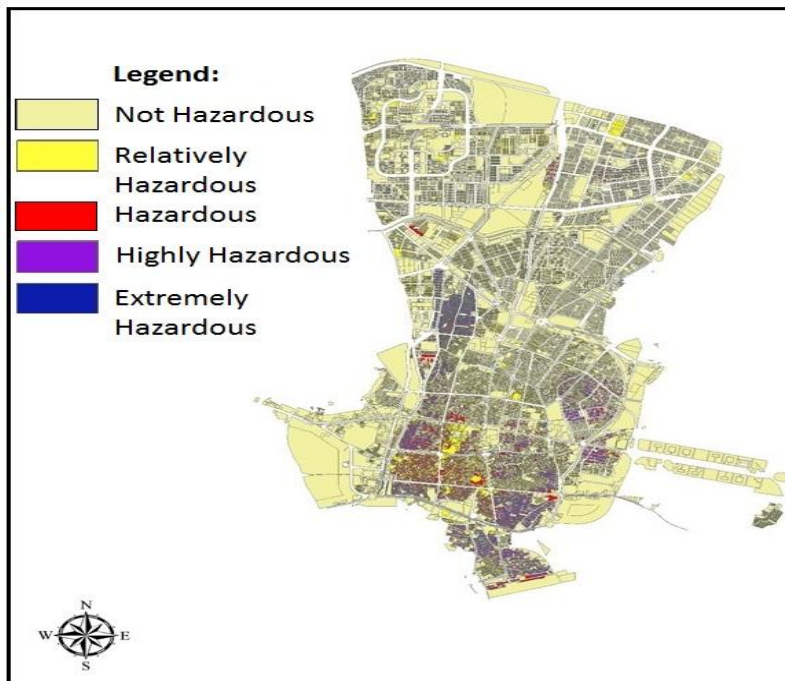 Legend:
Not Hazardous
Relatively
Hazardous
Hazardous
Highly Hazardous
Extremely
Hazardous
N
W E
S